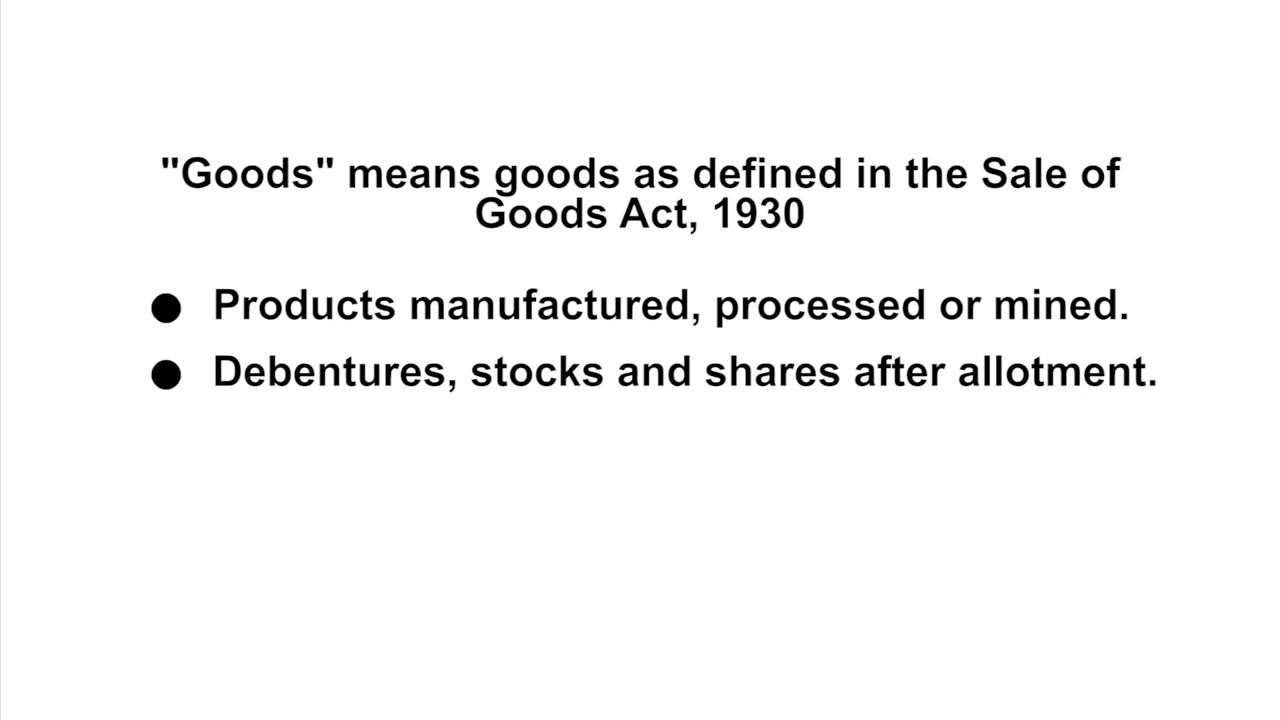 "Goods" means goods as defined in the Sale of
Goods Act, 1930
● Products manufactured, processed or mined.
● Debentures, stocks and shares after allotment.